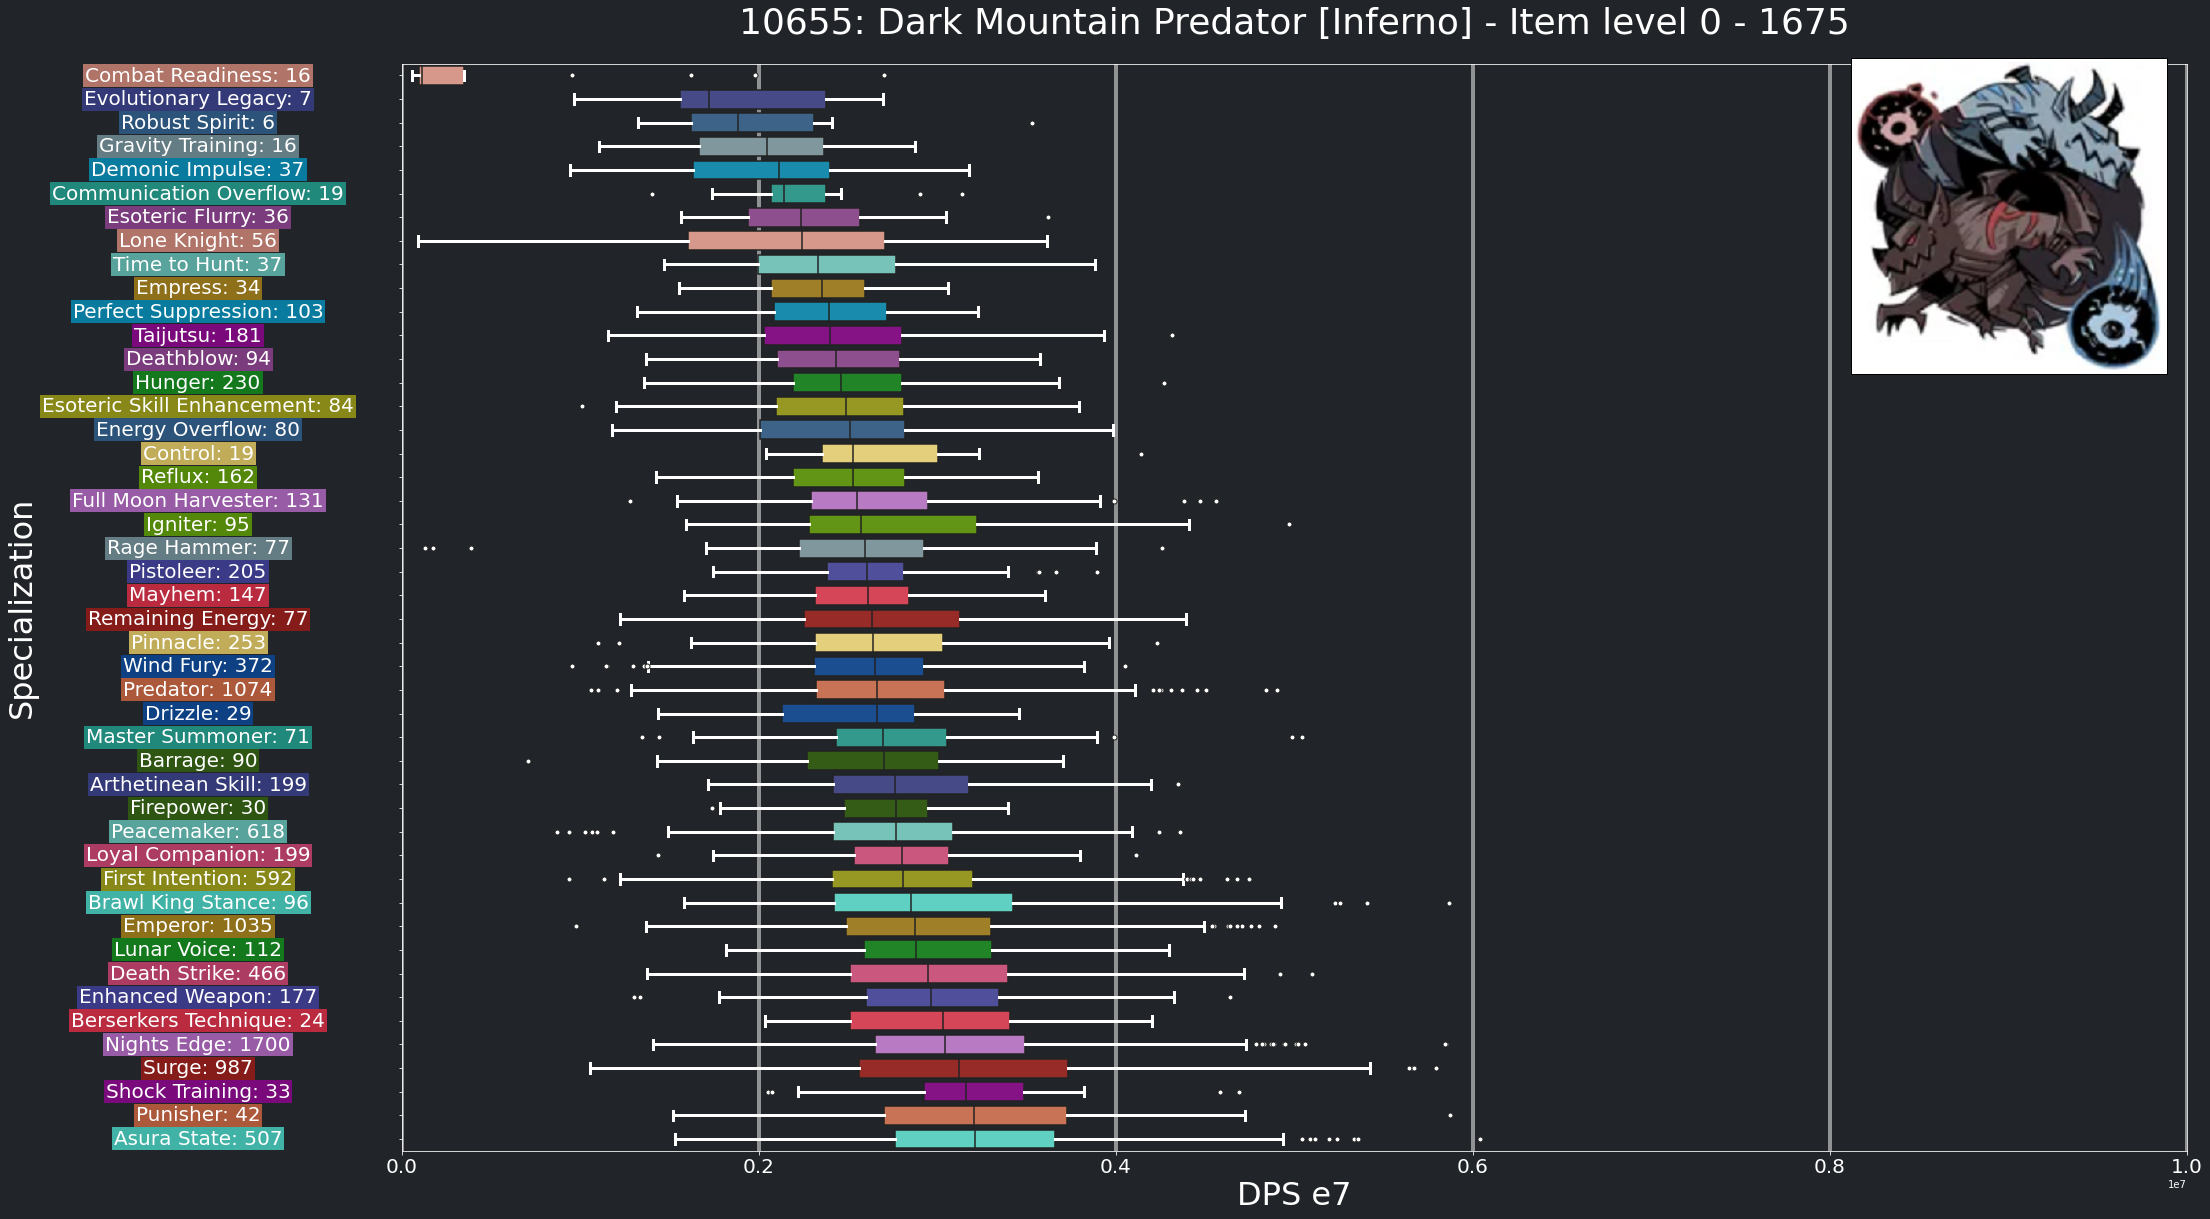 10655: Dark Mountain Predator [Inferno] - Item level 0 - 1675
Specialization
Combat Readiness: 16
Evolutionary Legacy: 7
Robust Spirit: 6
Gravity Training: 16
Demonic Impulse: 37
Communication Overflow: 19
Esoteric Flurry: 36
Lone Knight: 56
Time to Hunt: 37
Empress: 34
Perfect Suppression: 103
Taijutsu: 181
Deathblow: 94
Hunger: 230
Esoteric Skill Enhancement: 84
Energy Overflow: 80
Control: 19
Reflux: 162
Full Moon Harvester: 131
Igniter: 95
Rage Hammer: 77
Pistoleer: 205
Mayhem: 147
Remaining Energy: 77
Pinnacle: 253
Wind Fury: 372
Predator: 1074
Drizzle: 29
Master Summoner: 71
Barrage: 90
Arthetinean Skill: 199
Firepower: 30
Peacemaker: 618
Loyal Companion: 199
First Intention: 592
Brawl King Stance: 96
Emperor: 1035
Lunar Voice: 112
Death Strike: 466
Enhanced Weapon: 177
Berserkers Technique: 24
Nights Edge: 1700
Surge: 987
Shock Training: 33
Punisher: 42
Asura State: 507
0.0 0.2 0.4 0.6 0.8 1.0
1e7
DPS e7